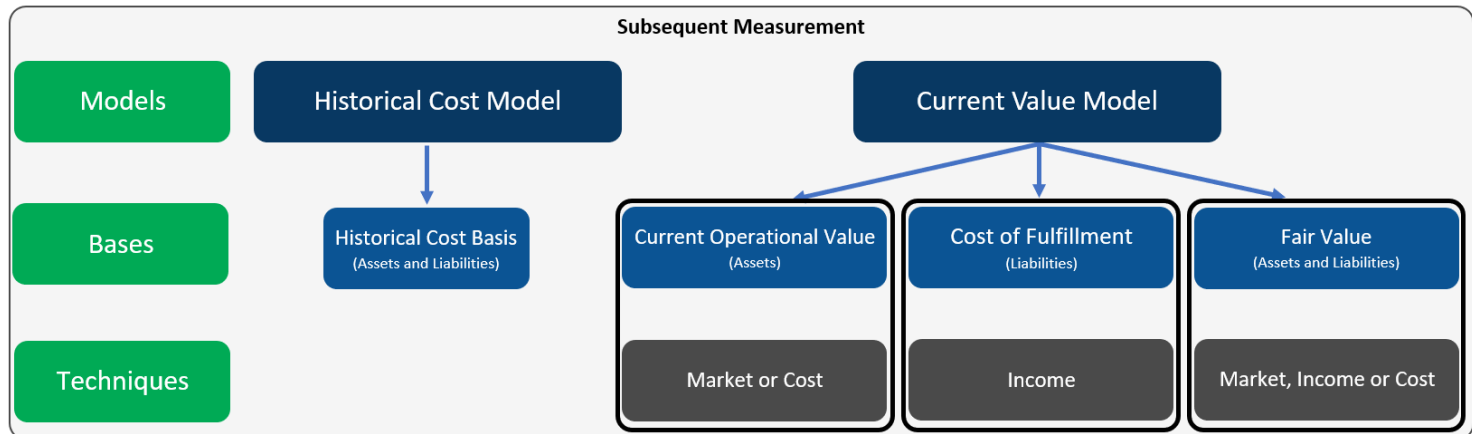 Subsequent Measurement
Models
Historical Cost Model
Current Value Model
Bases
Historical Cost Basis
(Assets and Liabilities)
Current Operational Value
(Assets)
Cost of Fulfillment
(Liabilities)
Fair Value
(Assets and Liabilities)
Techniques
Market or Cost
Income
Market, Income or Cost